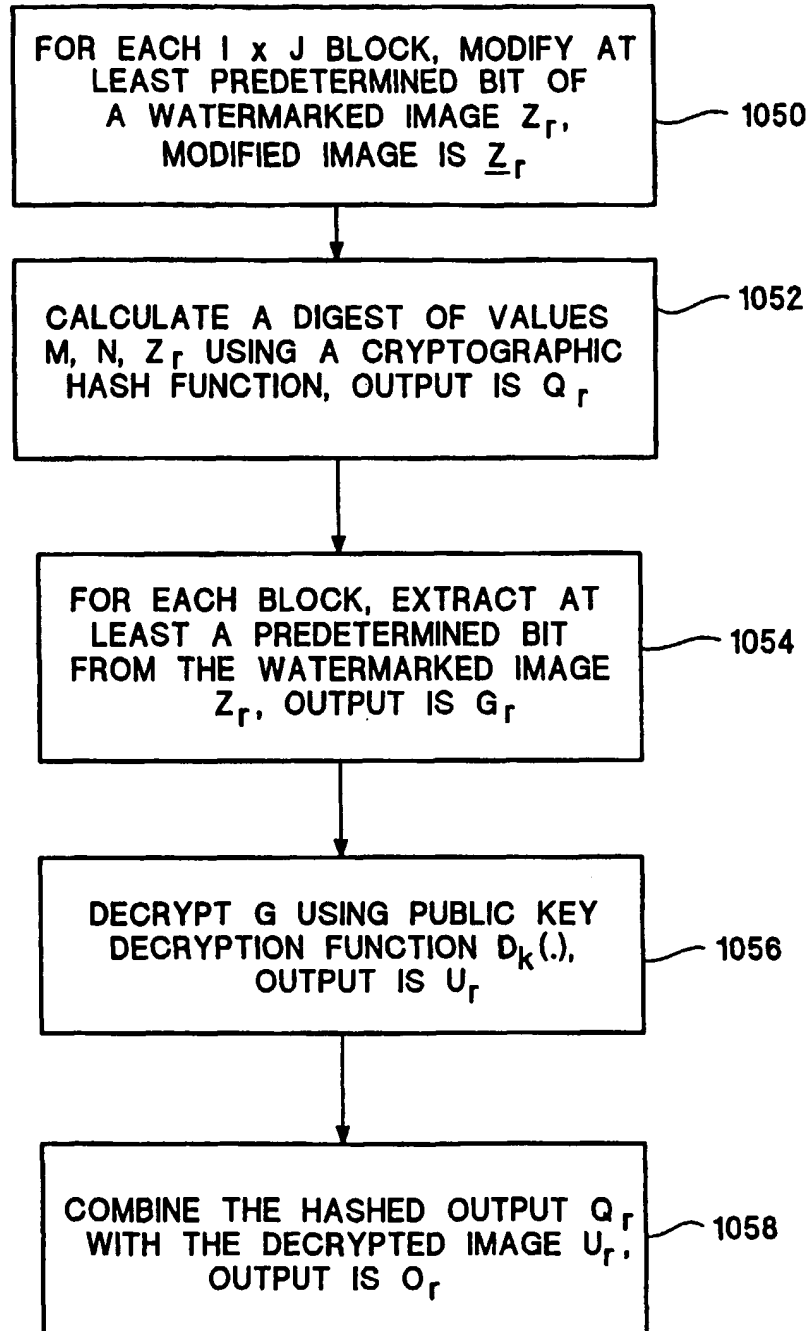 FOR EACH I x J BLOCK, MODIFY AT
LEAST PREDETERMINED BIT OF
A WATERMARKED IMAGE Zr,
MODIFIED IMAGE IS Zr
1050
CALCULATE A DIGEST OF VALUES
M, N, Zr USING A CRYPTOGRAPHIC
HASH FUNCTION, OUTPUT IS Qr
1052
FOR EACH BLOCK, EXTRACT AT
LEAST A PREDETERMINED BIT
FROM THE WATERMARKED IMAGE
Zr, OUTPUT IS Gr
1054
DECRYPT G USING PUBLIC KEY
DECRYPTION FUNCTION Dk(.),
OUTPUT IS Ur
1056
COMBINE THE HASHED OUTPUT Qr
WITH THE DECRYPTED IMAGE Ur,
OUTPUT IS Or
1058